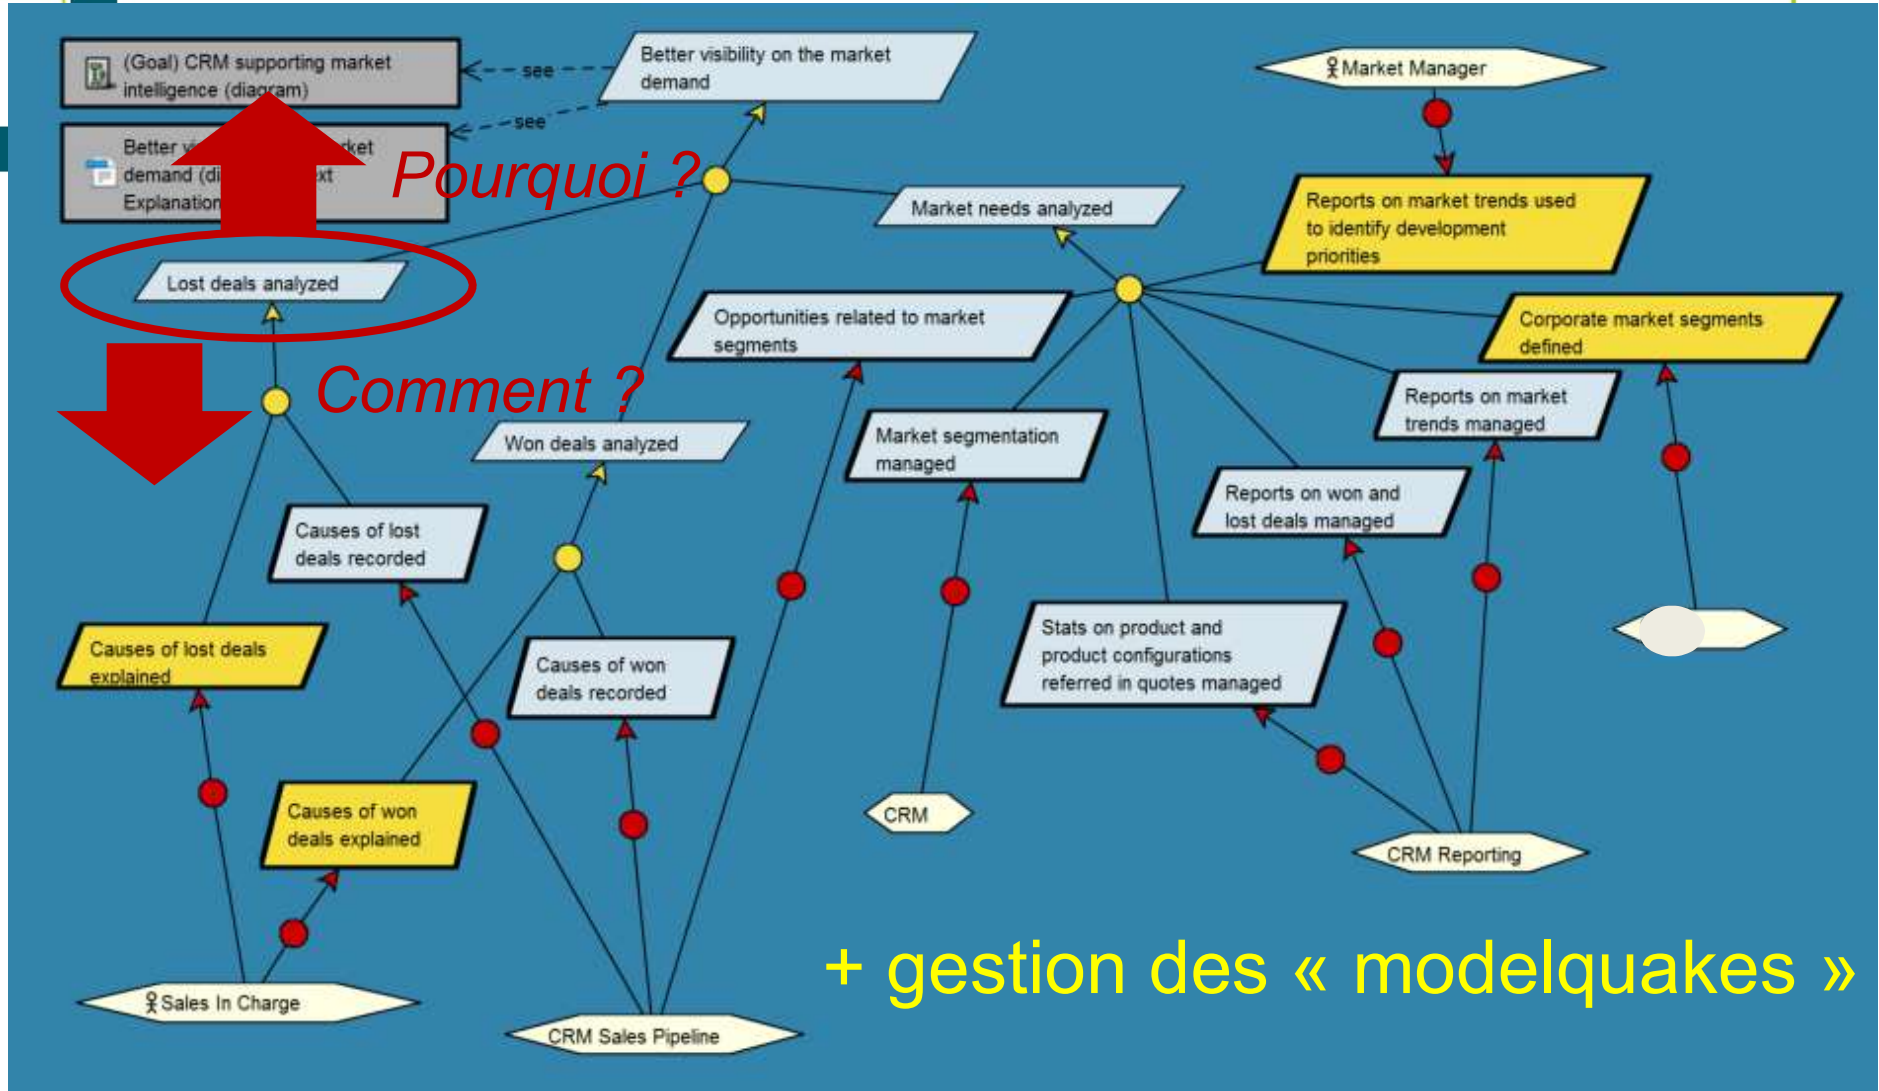 (Goal) CRM supporting market
intelligence (diagram)
see
Better visibility on the market
demand
Market Manager
see
Better
demand
Explanation
Pourquoi ?
Market needs analyzed
Reports on market trends used
to identify development
priorities
Lost deals analyzed
Opportunities related to market
segments
Corporate market segments
defined
Comment ?
Reports on market
trends managed
Won deals analyzed
Market segmentation
managed
Reports on won and
lost deals managed
Causes of lost
deals recorded
Stats on product and
product configurations
referred in quotes managed
Causes of lost deals
explained
Causes of won
deals recorded
Causes of won
deals explained
CRM
CRM Reporting
+ gestion des « modelquakes »
Sales In Charge
CRM Sales Pipeline